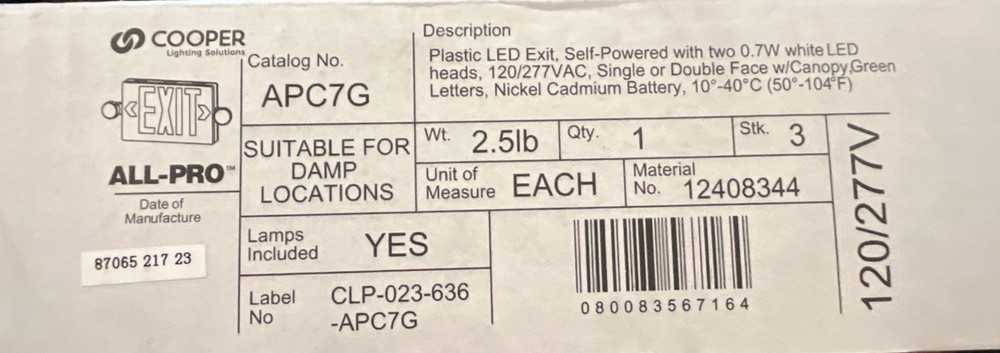 COOPER
Lighting Solutions
EXIT
ALL-PRO™
Date of
Manufacture
87065 217 23
Catalog No.
APC7G
Description
Plastic LED Exit, Self-Powered with two 0.7W white LED
heads, 120/277VAC, Single or Double Face w/Canopy,Green
Letters, Nickel Cadmium Battery, 10°-40°C (50°-104°F)
SUITABLE FOR
DAMP
LOCATIONS
Wt. 2.5lb
Qty. 1
Stk. 3
Unit of
Measure EACH
Material
No. 12408344
Lamps
Included YES
Label
No
CLP-023-636
-APC7G
080083567164
120/277V